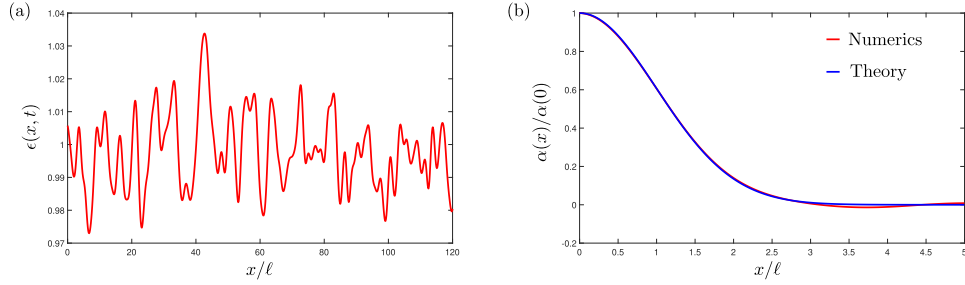 (a)
1.04
1.03
1.02
1.01
1
0.99
0.98
0.97
ϵ(x, t)
0 20 40 60 80 100 120
x/ℓ
(b)
1
0.8
0.6
0.4
0.2
0
-0.2
α(x)/α(0)
Numerics
Theory
0 0.5 1 1.5 2 2.5 3 3.5 4 4.5 5
x/ℓ